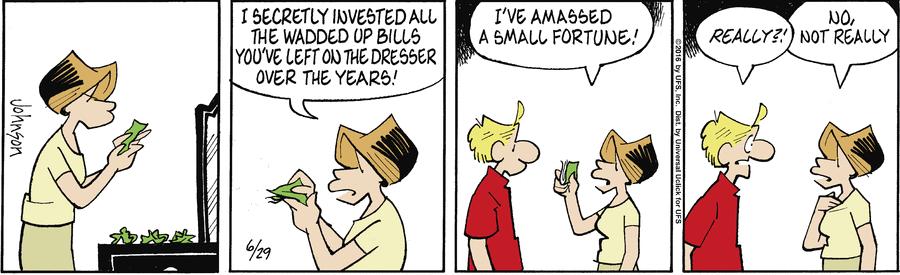 Johnson
I SECRETLY INVESTED ALL
THE WADDED UP BILLS
YOU'VE LEFT ON THE DRESSER
OVER THE YEARS!
6/29
I'VE AMASSED
A SMALL FORTUNE!
©2016 by UFS, Inc. Dist. by Universal Uclick for UFS
REALLY?!
NO,
NOT REALLY